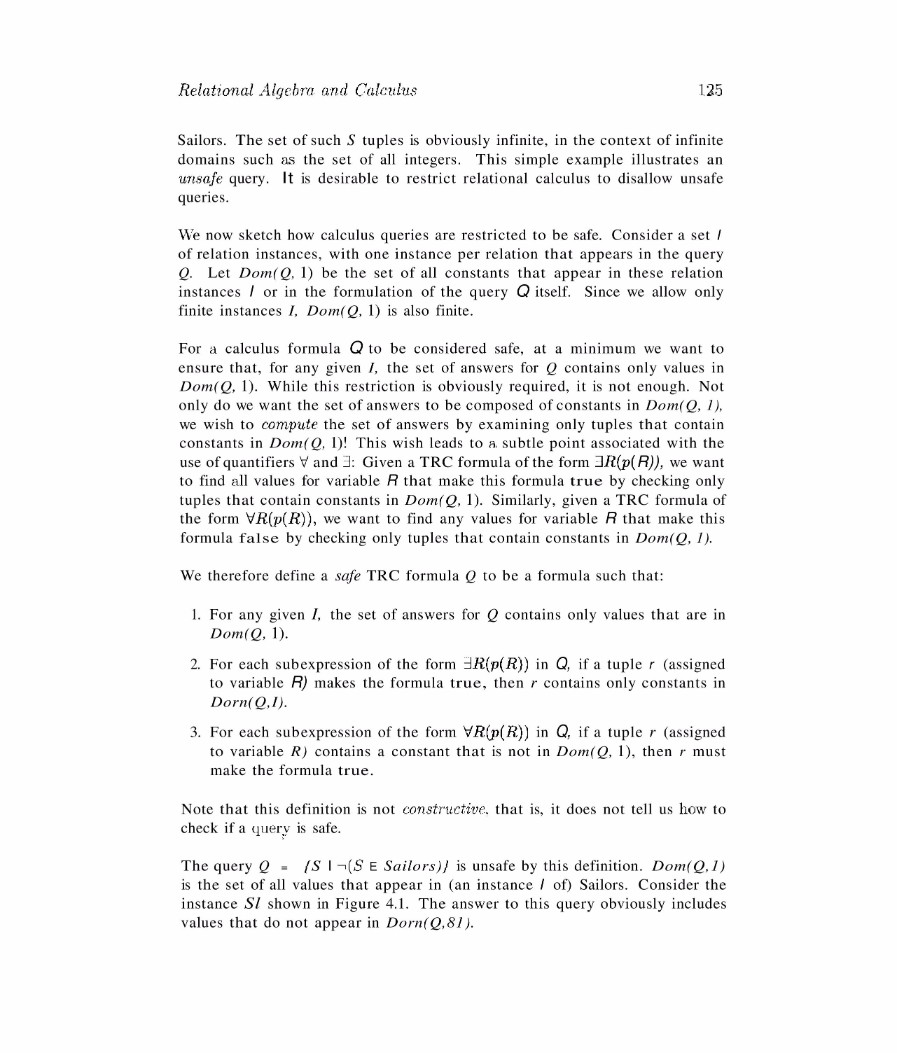 Relational Algebra and Calculus 125
Sailors. The set of such S tuples is obviously infinite, in the context of infinite
domains such as the set of all integers. This simple example illustrates an
unsafe query. It is desirable to restrict relational calculus to disallow unsafe
queries.
We now sketch how calculus queries are restricted to be safe. Consider a set I
of relation instances, with one instance per relation that appears in the query
Q. Let Dom(Q, 1) be the set of all constants that appear in these relation
instances I or in the formulation of the query Q itself. Since we allow only
finite instances I, Dom(Q, 1) is also finite.
For a calculus formula Q to be considered safe, at a minimum we want to
ensure that, for any given I, the set of answers for Q contains only values in
Dom(Q, 1). While this restriction is obviously required, it is not enough. Not
only do we want the set of answers to be composed of constants in Dom(Q, 1),
we wish to compute the set of answers by examining only tuples that contain
constants in Dom(Q, 1)! This wish leads to a subtle point associated with the
use of quantifiers ∀ and ∃: Given a TRC formula of the form ∃R(p(R)), we want
to find all values for variable R that make this formula true by checking only
tuples that contain constants in Dom(Q, 1). Similarly, given a TRC formula of
the form ∀R(p(R)), we want to find any values for variable R that make this
formula false by checking only tuples that contain constants in Dom(Q, 1).
We therefore define a safe TRC formula Q to be a formula such that:
1. For any given I, the set of answers for Q contains only values that are in
Dom(Q, 1).
2. For each subexpression of the form ∃R(p(R)) in Q, if a tuple r (assigned
to variable R) makes the formula true, then r contains only constants in
Dorn(Q,I).
3. For each subexpression of the form ∀R(p(R)) in Q, if a tuple r (assigned
to variable R) contains a constant that is not in Dom(Q, 1), then r must
make the formula true.
Note that this definition is not constructive, that is, it does not tell us how to
check if a query is safe.
The query Q = {S I ¬(S E Sailors)} is unsafe by this definition. Dom(Q,1)
is the set of all values that appear in (an instance I of) Sailors. Consider the
instance Sl shown in Figure 4.1. The answer to this query obviously includes
values that do not appear in Dorn(Q,81).